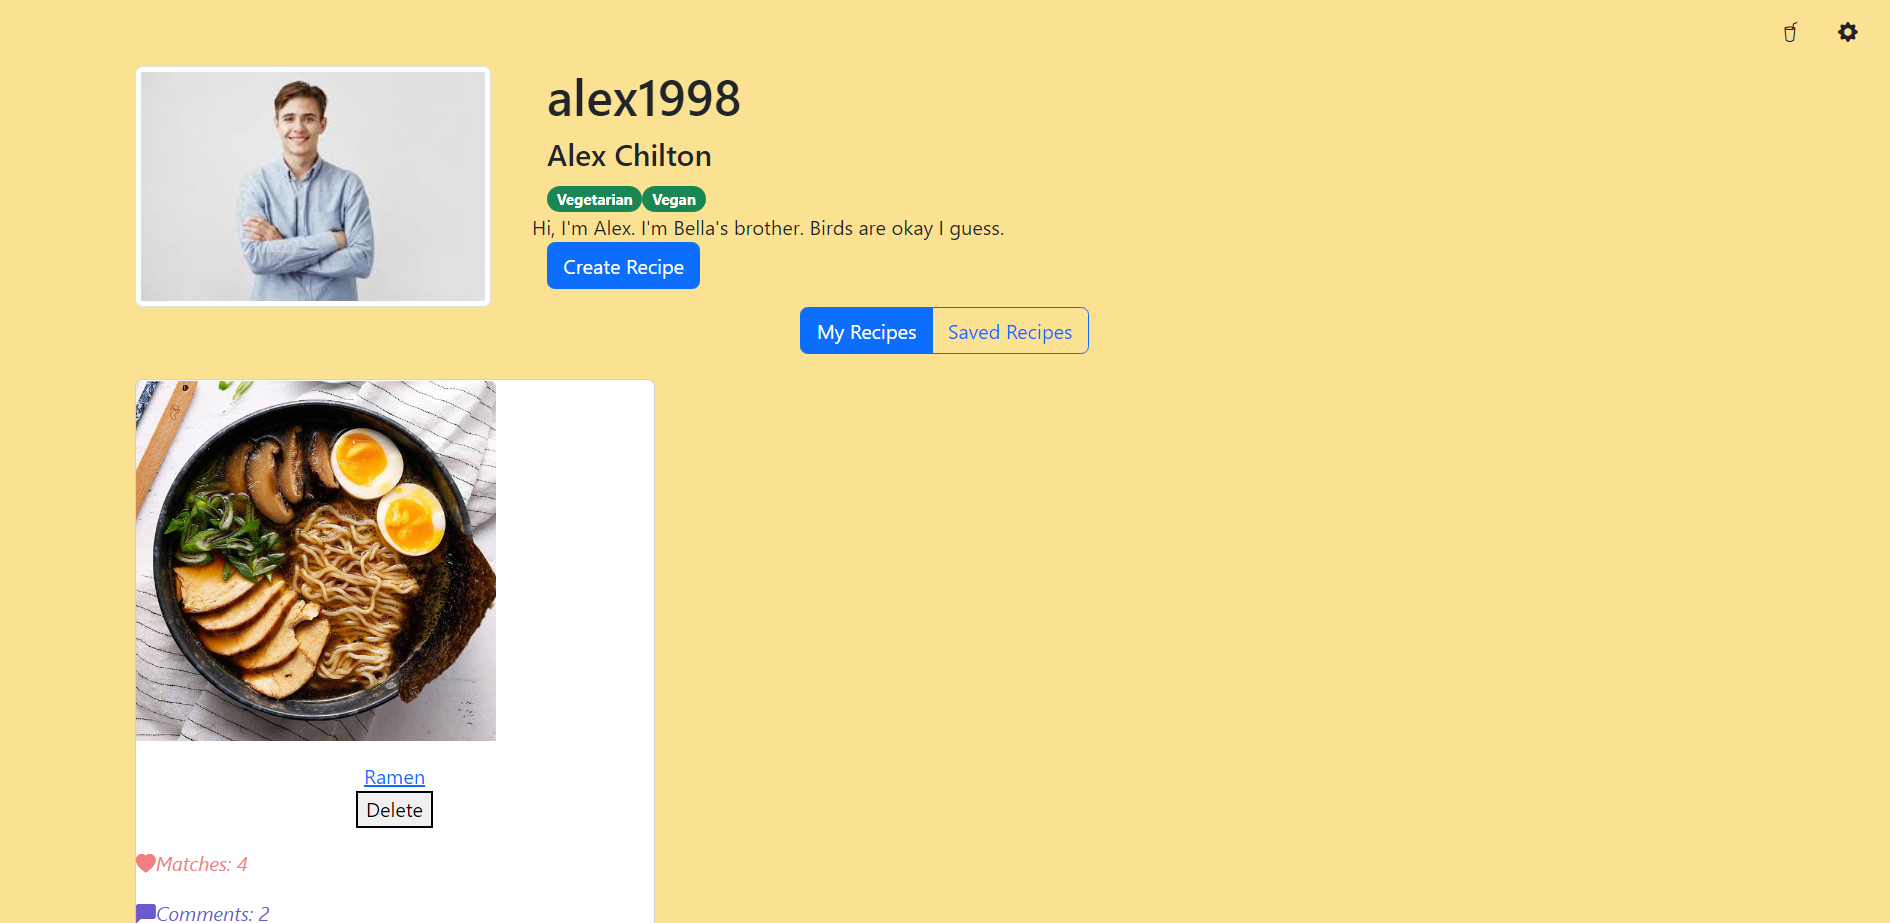 alex1998
Alex Chilton
Vegetarian Vegan
Hi, I'm Alex. I'm Bella's brother. Birds are okay I guess.
Create Recipe
My Recipes Saved Recipes
Ramen
Delete
Matches: 4
Comments: 2